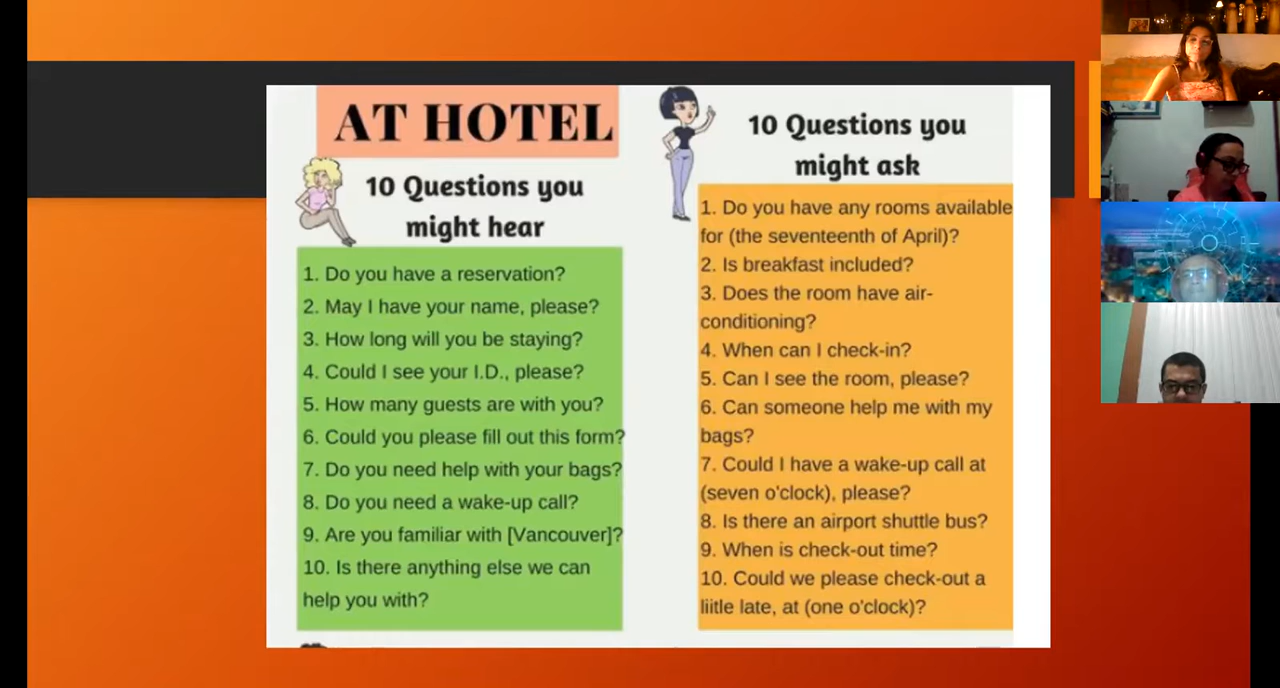 AT HOTEL
10 Questions you
might hear
1. Do you have a reservation?
2. May I have your name, please?
3. How long will you be staying?
4. Could I see your I.D., please?
5. How many guests are with you?
6. Could you please fill out this form?
7. Do you need help with your bags?
8. Do you need a wake-up call?
9. Are you familiar with [Vancouver]?
10. Is there anything else we can
help you with?
10 Questions you
might ask
1. Do you have any rooms available
for (the seventeenth of April)?
2. Is breakfast included?
3. Does the room have air-
conditioning?
4. When can I check-in?
5. Can I see the room, please?
6. Can someone help me with my
bags?
7. Could I have a wake-up call at
(seven o'clock), please?
8. Is there an airport shuttle bus?
9. When is check-out time?
10. Could we please check-out a
liitle late, at (one o'clock)?